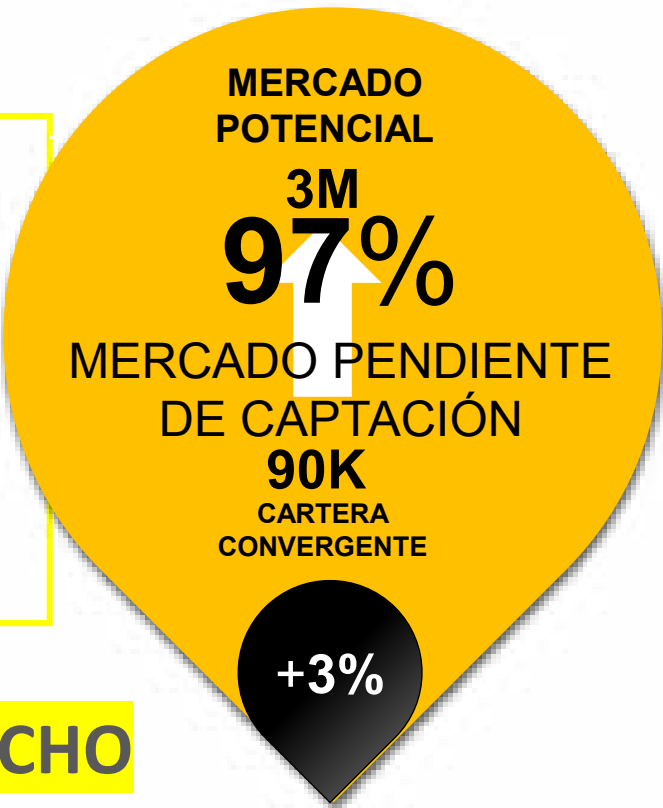 MERCADO
POTENCIAL
3M
97%
MERCADO PENDIENTE
DE CAPTACIÓN
90K
CARTERA
CONVERGENTE
+3%
CHO